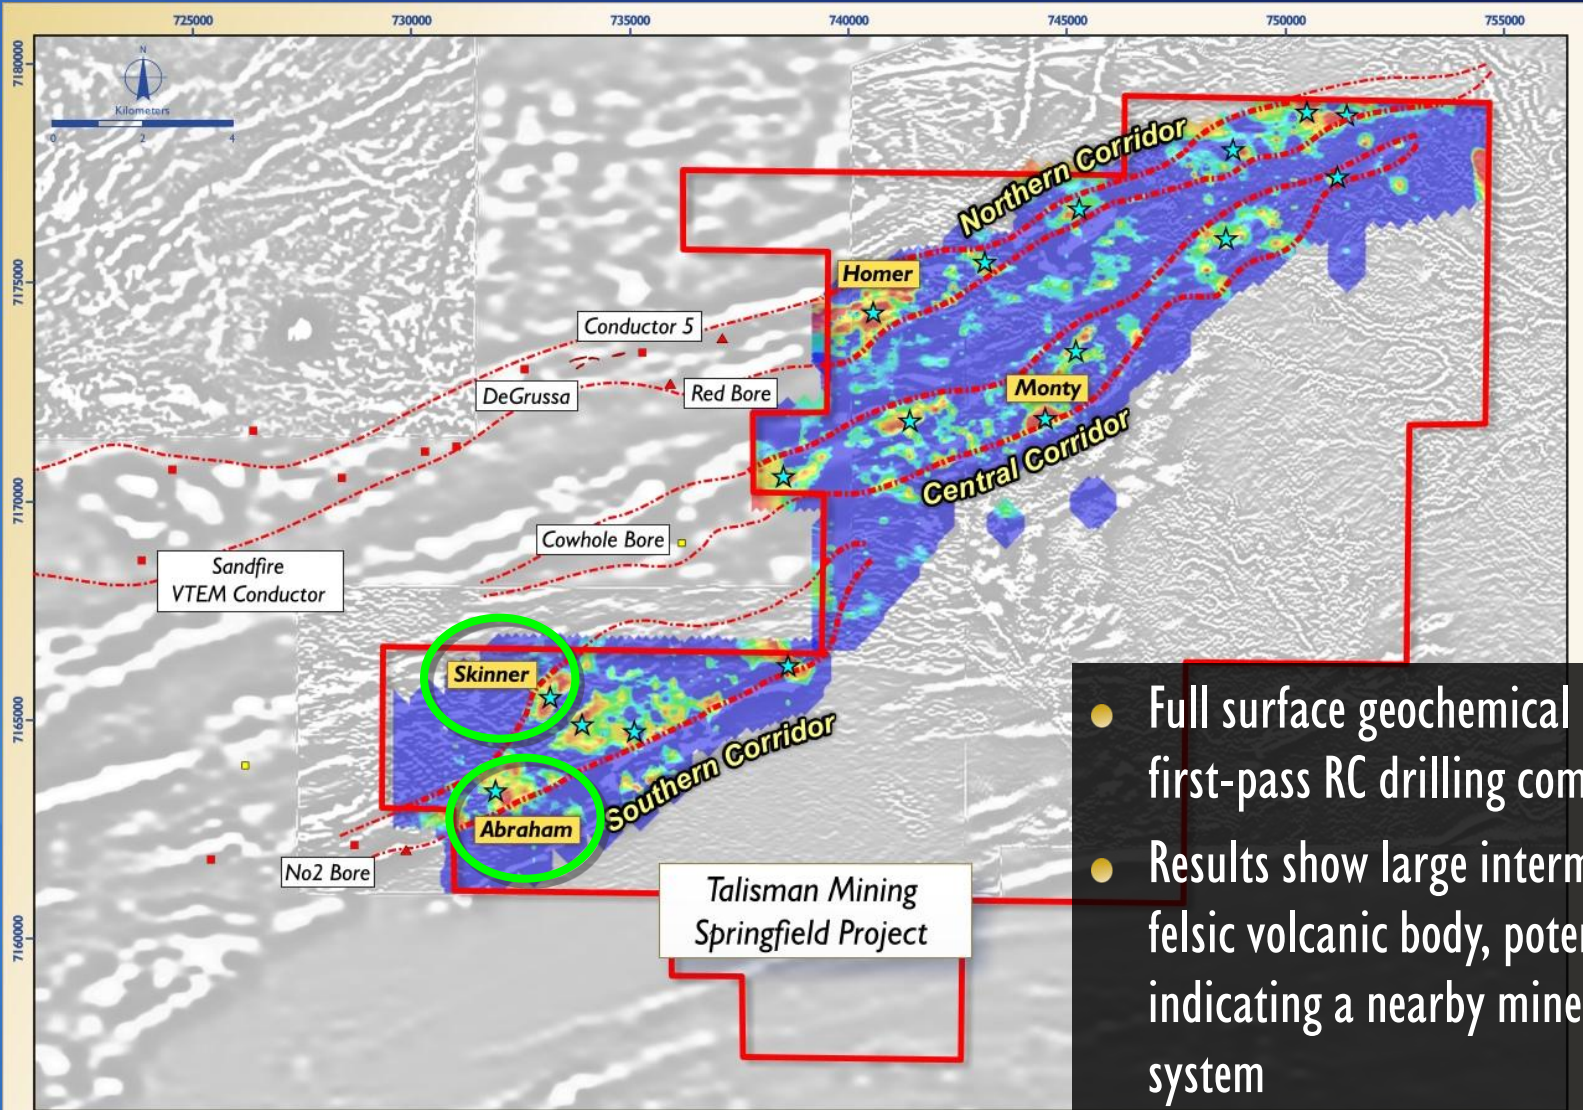 725000
730000
735000
740000
745000
750000
755000
7180000
7175000
7170000
7165000
7160000
N
Kilometers
0 2 4
Northern Corridor
Homer
Conductor 5
DeGrussa
Red Bore
Monty
Central Corridor
Cowhole Bore
Sandfire
VTEM Conductor
Skinner
Southern Corridor
Abraham
No2 Bore
Talisman Mining
Springfield Project
Full surface geochemical
first-pass RC drilling com
Results show large interm
felsic volcanic body, poten
indicating a nearby mine
system